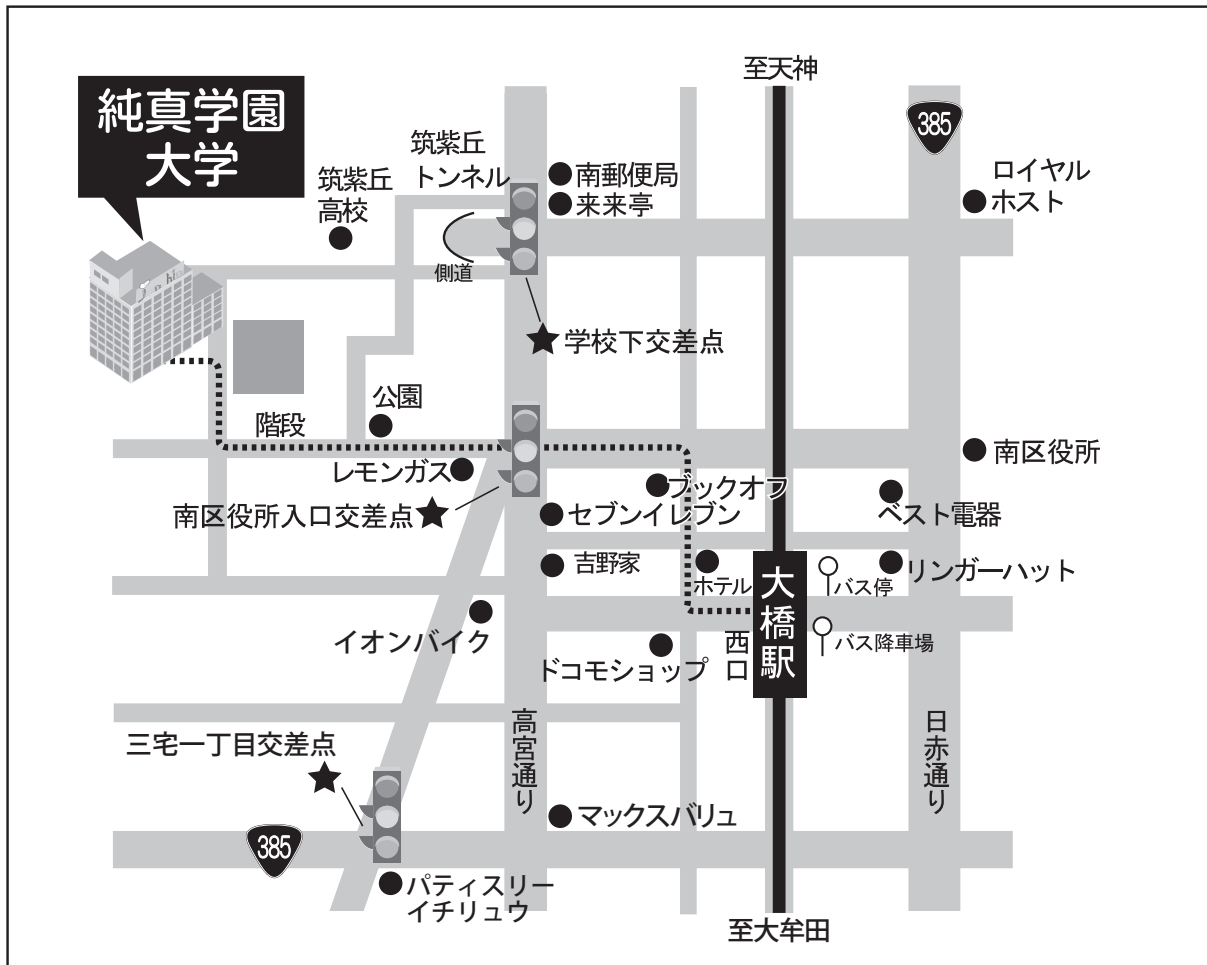 至天神
純真学園
大学
385
筑紫丘
トンネル
筑紫丘
高校
南郵便局
来来亭
ロイヤル
ホスト
側道
学校下交差点
公園
階段
レモンガス
南区役所
ブックオフ
南区役所入口交差点
セブンイレブン
ベスト電器
吉野家
ホテル
大橋駅
バス停
リンガーハット
イオンバイク
ドコモショップ
西口
バス降車場
三宅一丁目交差点
高宮通り
日赤通り
マックスバリュ
385
パティスリー
イチリュウ
至大牟田